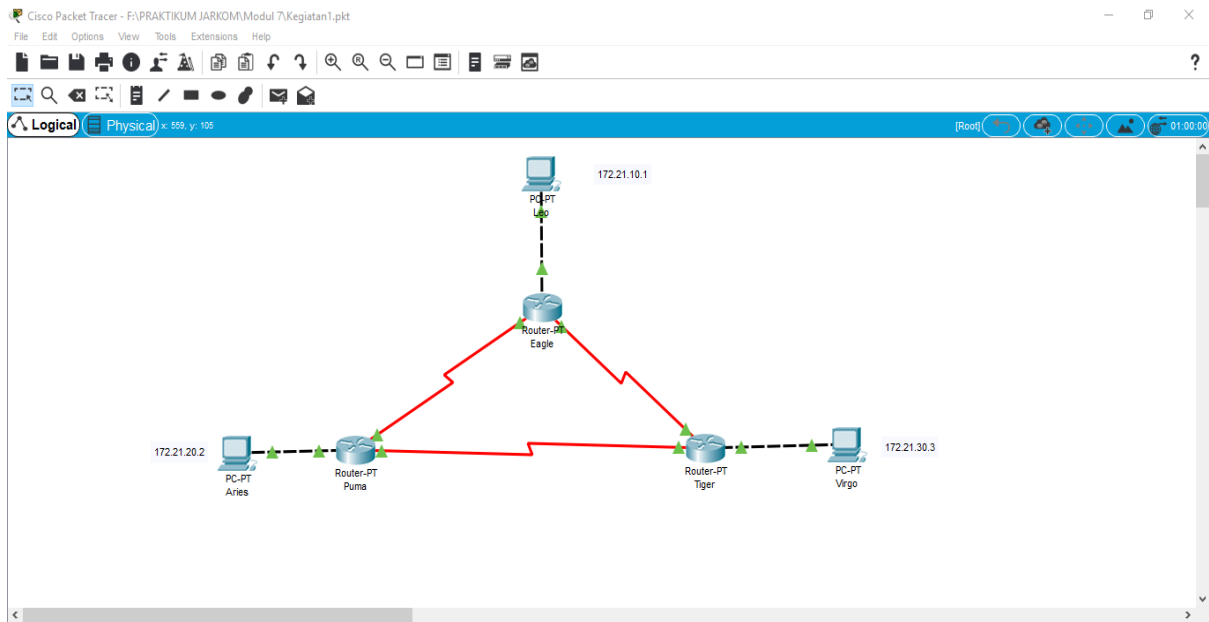 Cisco Packet Tracer - F:\PRAKTIKUM JARKOM\Modul 7\Kegiatan1.pkt
File Edit Options View Tools Extensions Help
?
Logical Physical x: 559, y: 105 [Root] 01:00:00
172.21.10.1
PC-PT
Leo
Router-PT
Eagle
172.21.20.2
PC-PT
Aries
Router-PT
Puma
Router-PT
Tiger
PC-PT
Virgo
172.21.30.3